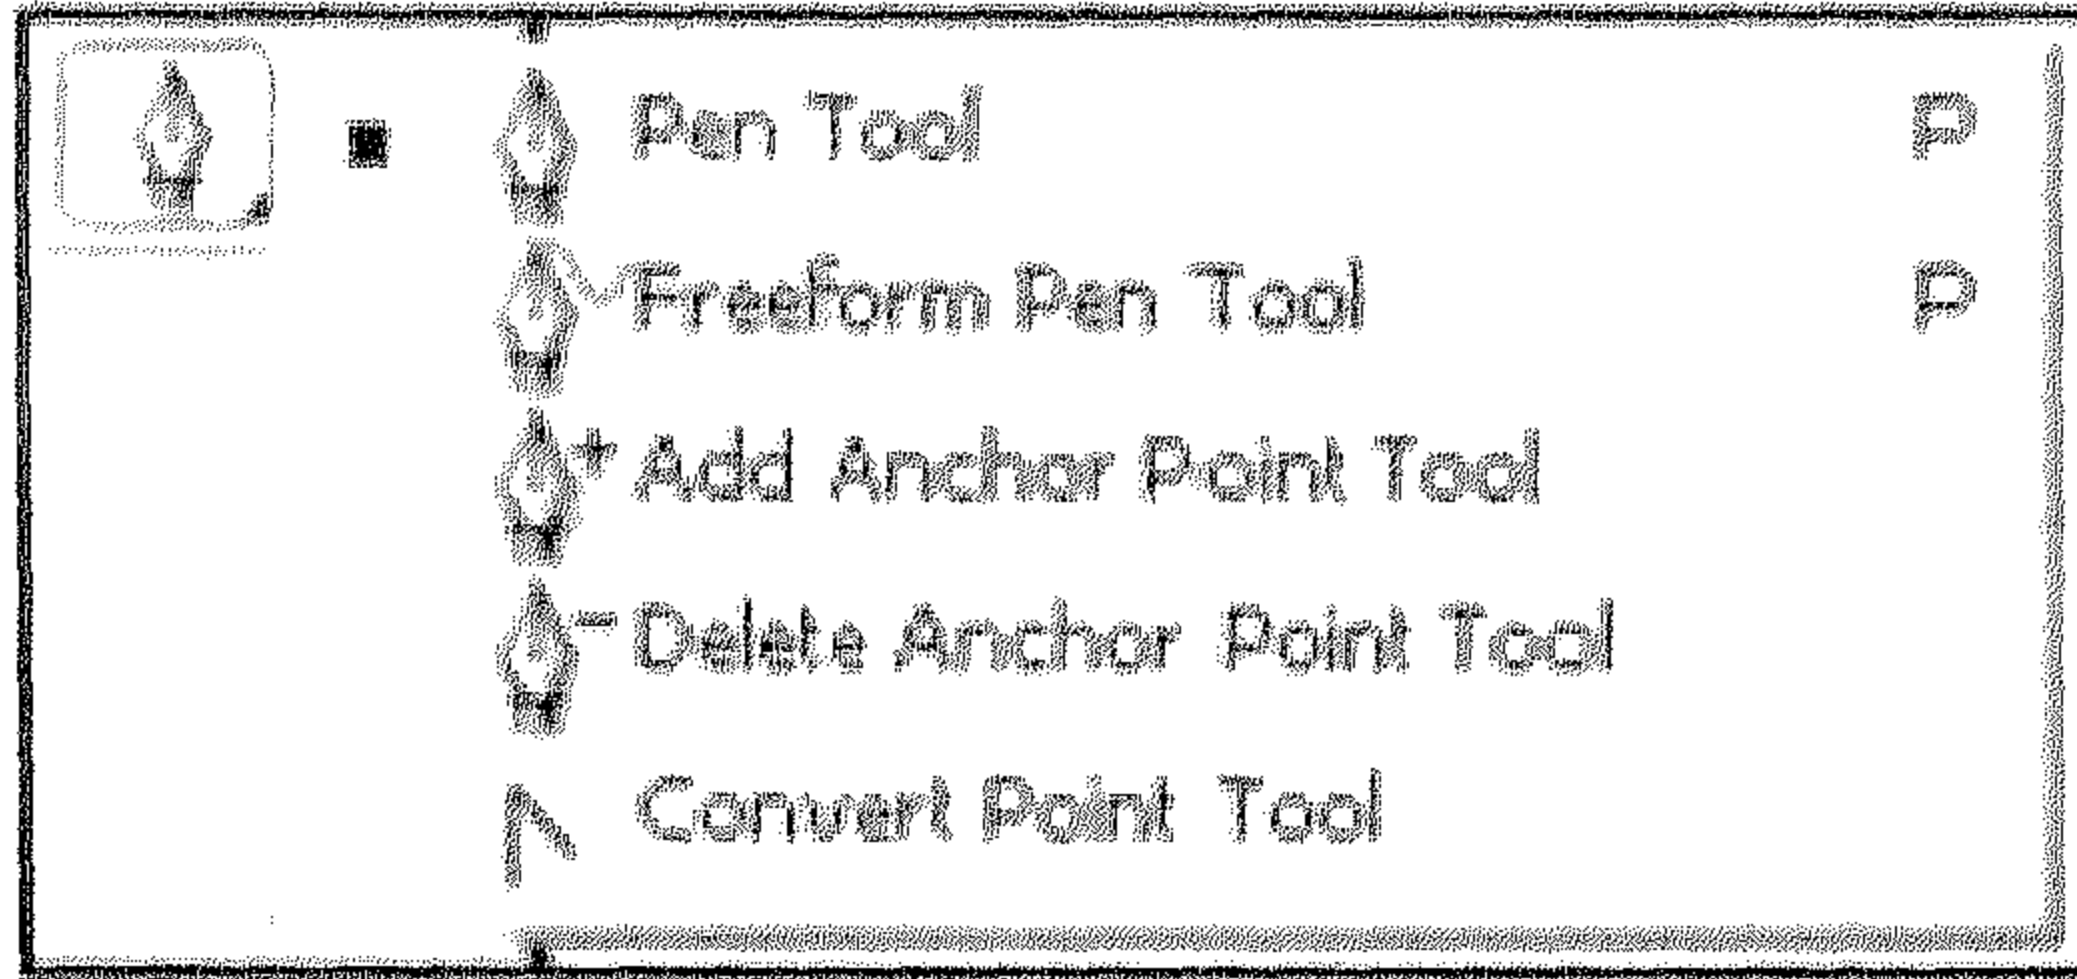 Pen Tool P
Freeform Pen Tool P
Add Anchor Point Tool
Delete Anchor Point Tool
Convert Point Tool